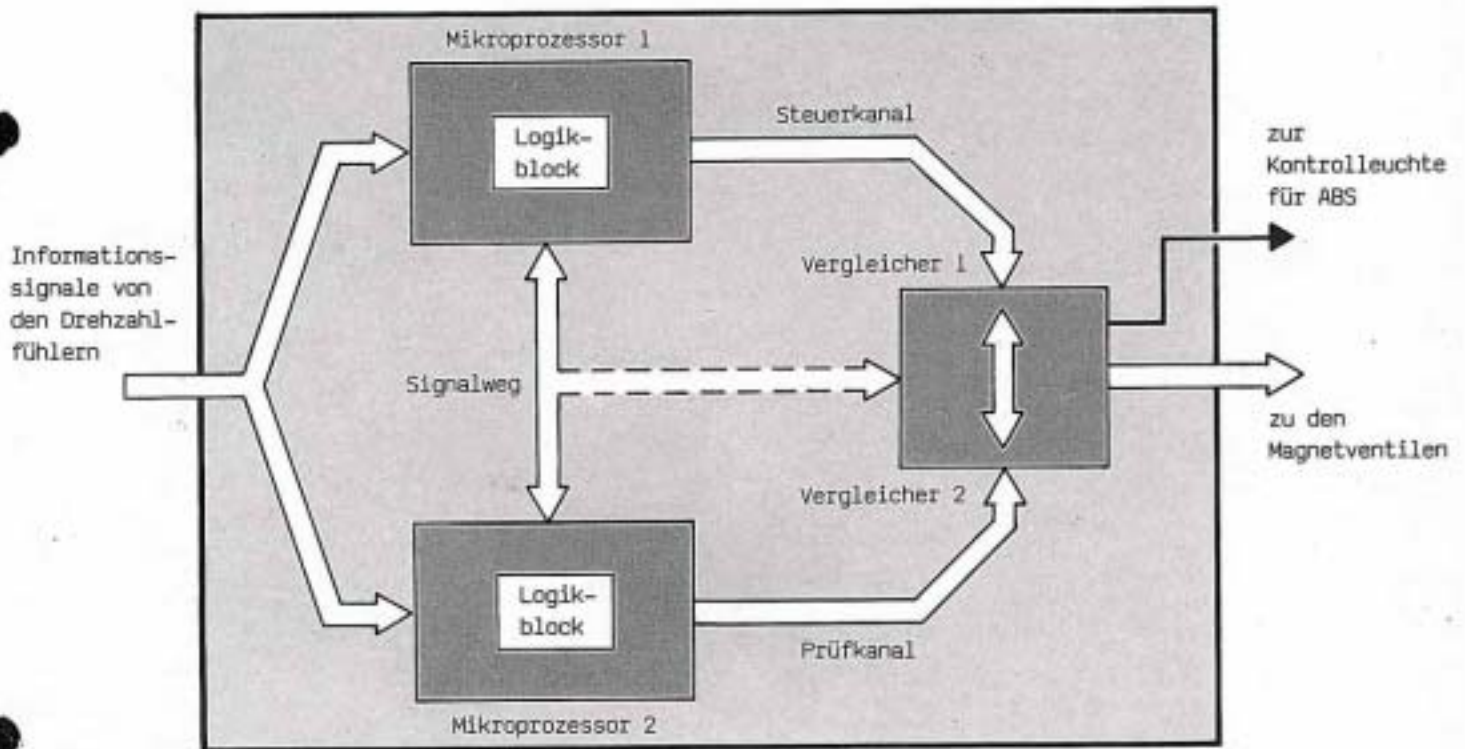 Mikroprozessor 1
Logik-
block
Steuerkanal
zur
Kontrolleuchte
für ABS
Informations-
signale von
den Drehzahl-
fühlern
Vergleicher 1
Signalweg
zu den
Magnetventilen
Vergleicher 2
Logik-
block
Prüfkanal
Mikroprozessor 2